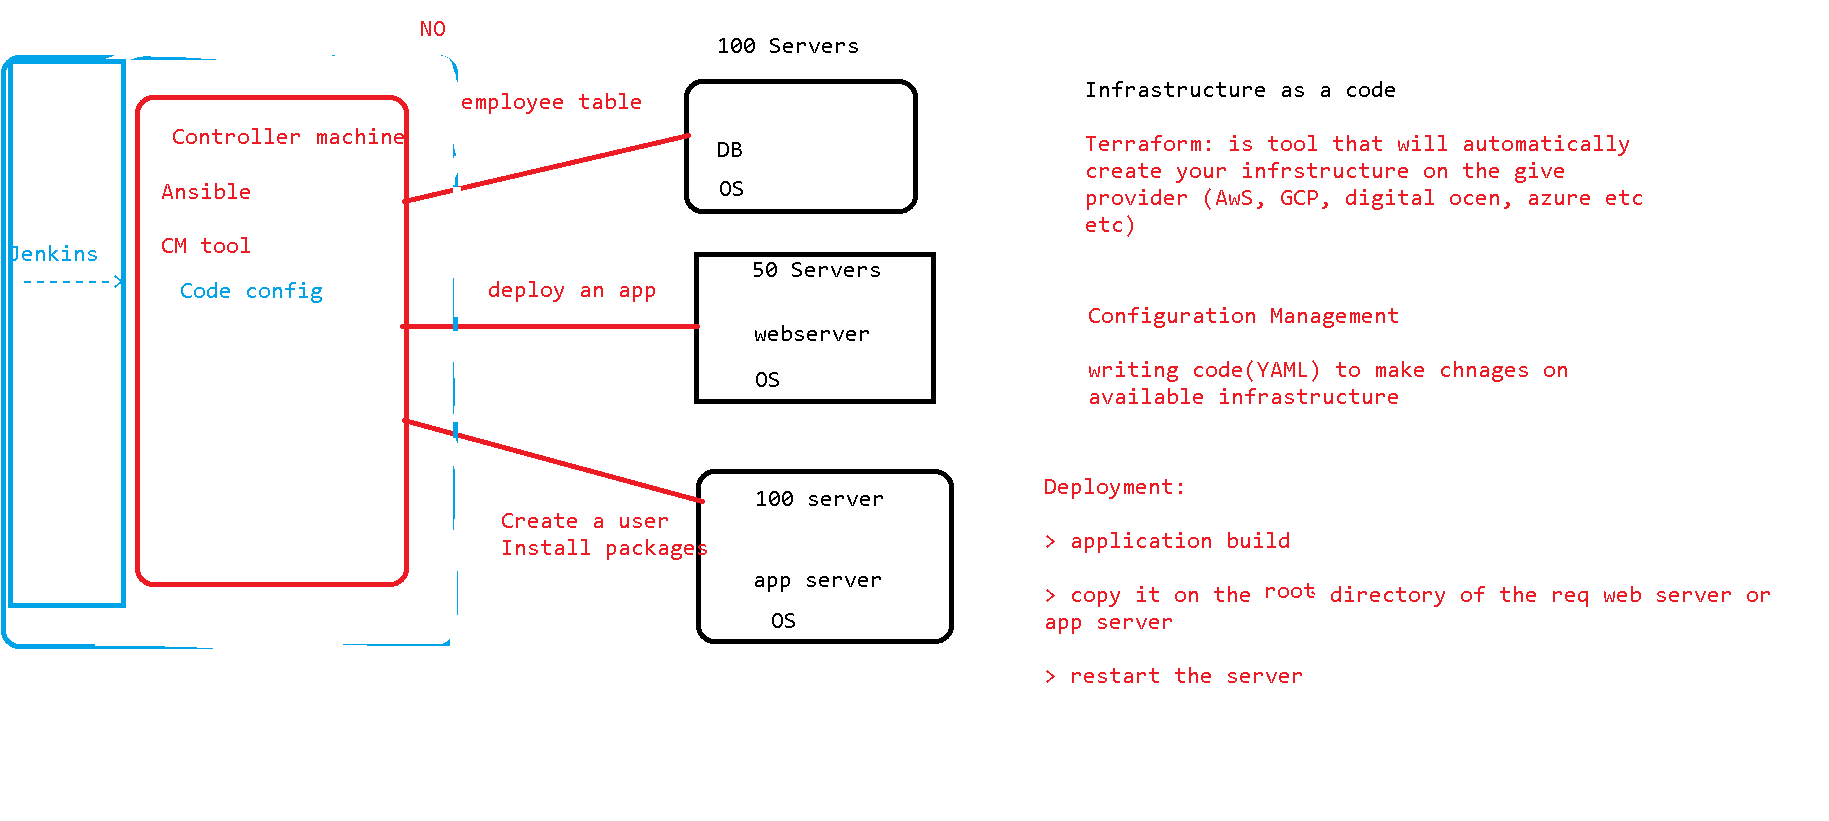 NO
100 Servers
employee table
DB
OS
Controller machine
Ansible
CM tool
Code config
Jenkins
deploy an app
50 Servers
webserver
OS
Create a user
Install packages
100 server
app server
OS
Infrastructure as a code
Terraform: is tool that will automatically
create your infrstructure on the give
provider (AwS, GCP, digital ocen, azure etc
etc)
Configuration Management
writing code(YAML) to make chnages on
available infrastructure
Deployment:
> application build
> copy it on the root directory of the req web server or
app server
> restart the server